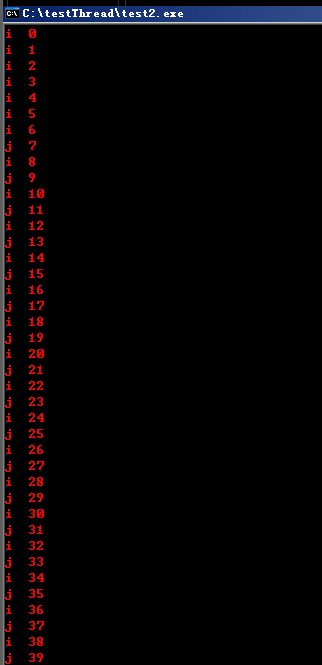 C:\testThread\test2.exe
i 0
i 1
i 2
i 3
i 4
i 5
i 6
j 7
i 8
j 9
i 10
j 11
i 12
j 13
i 14
j 15
i 16
j 17
i 18
j 19
i 20
j 21
i 22
j 23
i 24
j 25
i 26
j 27
i 28
j 29
i 30
j 31
i 32
j 33
i 34
j 35
i 36
j 37
i 38
j 39